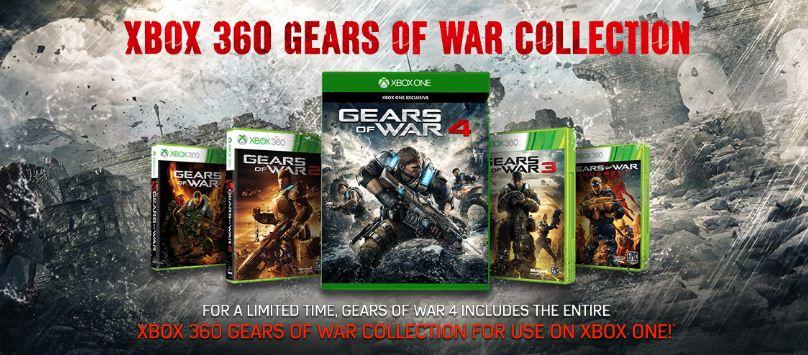 XBOX 360 GEARS OF WAR COLLECTION
XBOX ONE
XBOX ONE EXCLUSIVE
GEARS
OF WAR 4
XBOX 360
GEARS
OF WAR
XBOX 360
GEARS
OF WAR 2
XBOX 360
GEARS
OF WAR 3
XBOX 360
GEARS OF WAR
FOR A LIMITED TIME, GEARS OF WAR 4 INCLUDES THE ENTIRE
XBOX 360 GEARS OF WAR COLLECTION FOR USE ON XBOX ONE!*